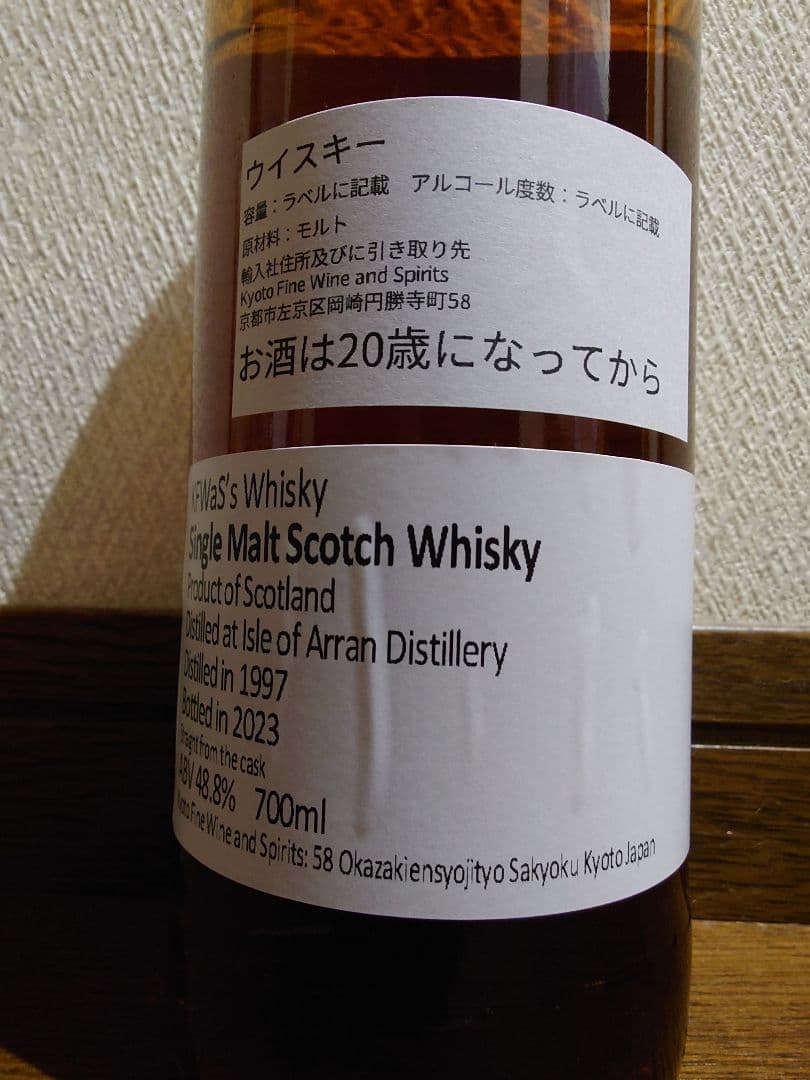 ウイスキー
容量：ラベルに記載　アルコール度数：ラベルに記載
原材料：モルト
輸入社住所及びに引き取り先
Kyoto Fine Wine and Spirits
京都市左京区岡崎円勝寺町58
お酒は20歳になってから
KFWaS's Whisky
Single Malt Scotch Whisky
Product of Scotland
Distilled at Isle of Arran Distillery
Distilled in 1997
Bottled in 2023
Straight from the cask
ABV 48.8% 700ml
Kyoto Fine Wine and Spirits: 58 Okazakiensyojityo Sakyoku Kyoto Japan